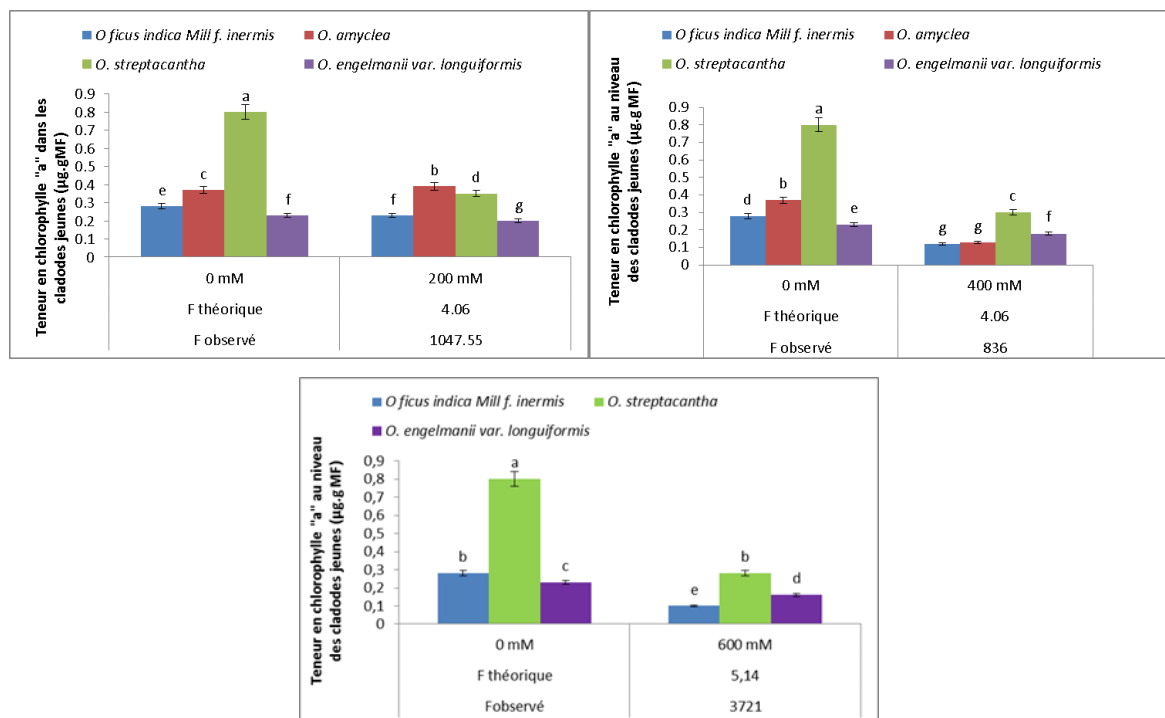 O ficus indica Mill f. inermis
O. amyclea
O. streptacantha
O. engelmanii var. longuiformis
Teneur en chlorophylle "a" dans les
cladodes jeunes (µg.gMF)
0.9
0.8
0.7
0.6
0.5
0.4
0.3
0.2
0.1
0
e
c
a
f
f
b
d
g
0 mM
200 mM
F théorique
4.06
F observé
1047.55
O ficus indica Mill f. inermis
O. amyclea
O. streptacantha
O. engelmanii var. longuiformis
Teneur en chlorophylle "a" au niveau
des cladodes jeunes (µg.g MF)
0.9
0.8
0.7
0.6
0.5
0.4
0.3
0.2
0.1
0
d
b
a
e
g
g
c
f
0 mM
400 mM
F théorique
4.06
F observé
836
O ficus indica Mill f. inermis
O. streptacantha
O. engelmanii var. longuiformis
Teneur en chlorophylle "a" au niveau
des cladodes jeunes (µg.g MF)
0,9
0,8
0,7
0,6
0,5
0,4
0,3
0,2
0,1
0
b
a
c
e
b
d
0 mM
600 mM
F théorique
5,14
Fobservé
3721